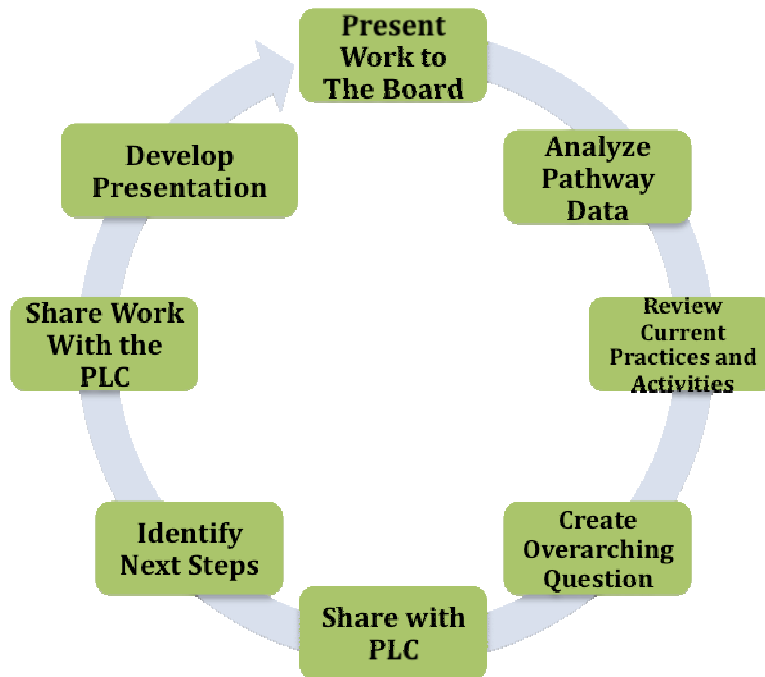 Present
Work to
The Board
Analyze
Pathway
Data
Review
Current
Practices and
Activities
Create
Overarching
Question
Share with
PLC
Identify
Next Steps
Share Work
With the
PLC
Develop
Presentation